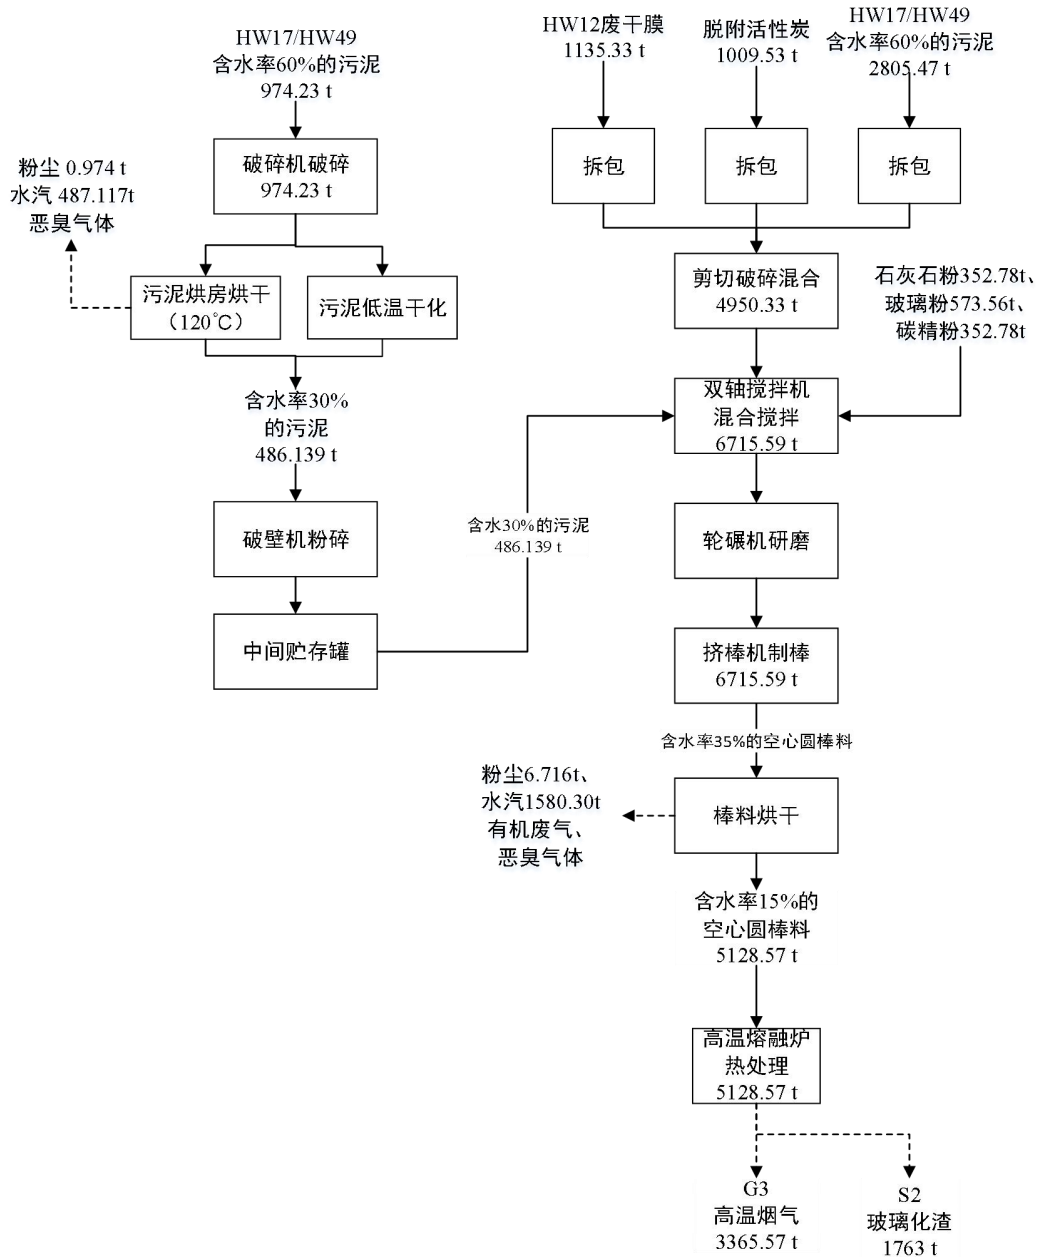 HW17/HW49
含水率60%的污泥
974.23 t
破碎机破碎
974.23 t
粉尘 0.974 t
水汽 487.117t
恶臭气体
污泥烘房烘干
（120℃）
污泥低温干化
含水率30%
的污泥
486.139 t
破壁机粉碎
中间贮存罐
含水30%的污泥
486.139 t
HW12废干膜
1135.33 t
脱附活性炭
1009.53 t
HW17/HW49
含水率60%的污泥
2805.47 t
拆包
拆包
拆包
剪切破碎混合
4950.33 t
石灰石粉352.78t、
玻璃粉573.56t、
碳精粉352.78t
双轴搅拌机
混合搅拌
6715.59 t
轮碾机研磨
挤棒机制棒
6715.59 t
含水率35%的空心圆棒料
粉尘6.716t、
水汽1580.30t
有机废气、
恶臭气体
棒料烘干
含水率15%的
空心圆棒料
5128.57 t
高温熔融炉
热处理
5128.57 t
G3
高温烟气
3365.57 t
S2
玻璃化渣
1763 t